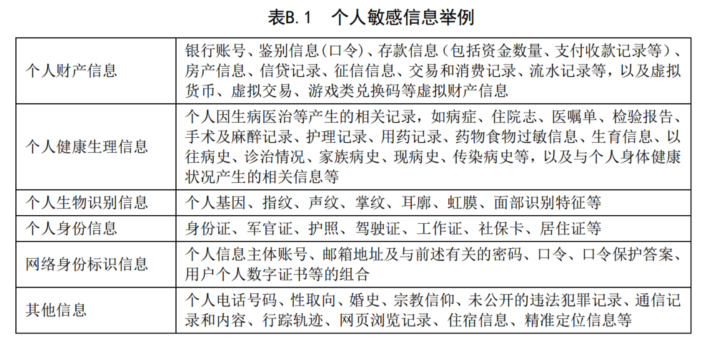 表B.1 个人敏感信息举例
个人财产信息
银行账号、鉴别信息(口令)、存款信息（包括资金数量、支付收款记录等）、
房产信息、信贷记录、征信信息、交易和消费记录、流水记录等，以及虚拟
货币、虚拟交易、游戏类兑换码等虚拟财产信息
个人健康生理信息
个人因生病医治等产生的相关记录，如病症、住院志、医嘱单、检验报告、
手术及麻醉记录、护理记录、用药记录、药物食物过敏信息、生育信息、以
往病史、诊治情况、家族病史、现病史、传染病史等，以及与个人身体健康
状况产生的相关信息等
个人生物识别信息
个人基因、指纹、声纹、掌纹、耳廓、虹膜、面部识别特征等
个人身份信息
身份证、军官证、护照、驾驶证、工作证、社保卡、居住证等
网络身份标识信息
个人信息主体账号、邮箱地址及与前述有关的密码、口令、口令保护答案、
用户个人数字证书等的组合
其他信息
个人电话号码、性取向、婚史、宗教信仰、未公开的违法犯罪记录、通信记
录和内容、行踪轨迹、网页浏览记录、住宿信息、精准定位信息等